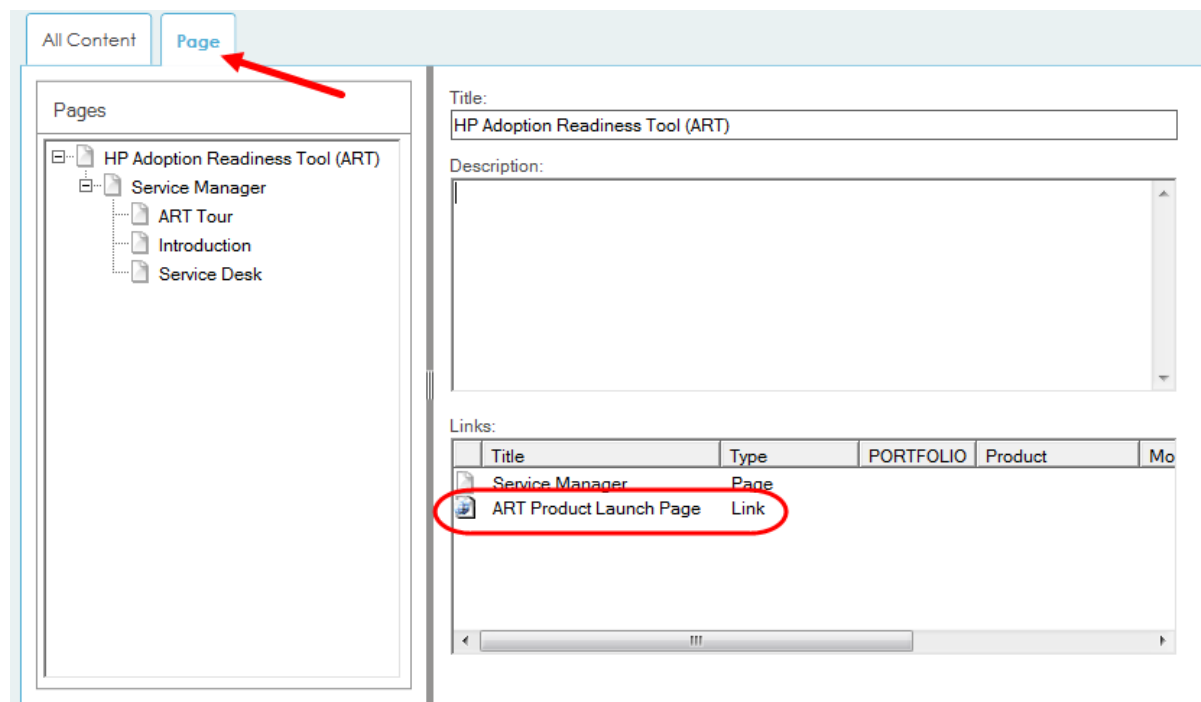 All Content
Page
Pages
HP Adoption Readiness Tool (ART)
Service Manager
ART Tour
Introduction
Service Desk
Title:
HP Adoption Readiness Tool (ART)
Description:
Links:
Title Type PORTFOLIO Product Mo
Service Manager Page
ART Product Launch Page Link